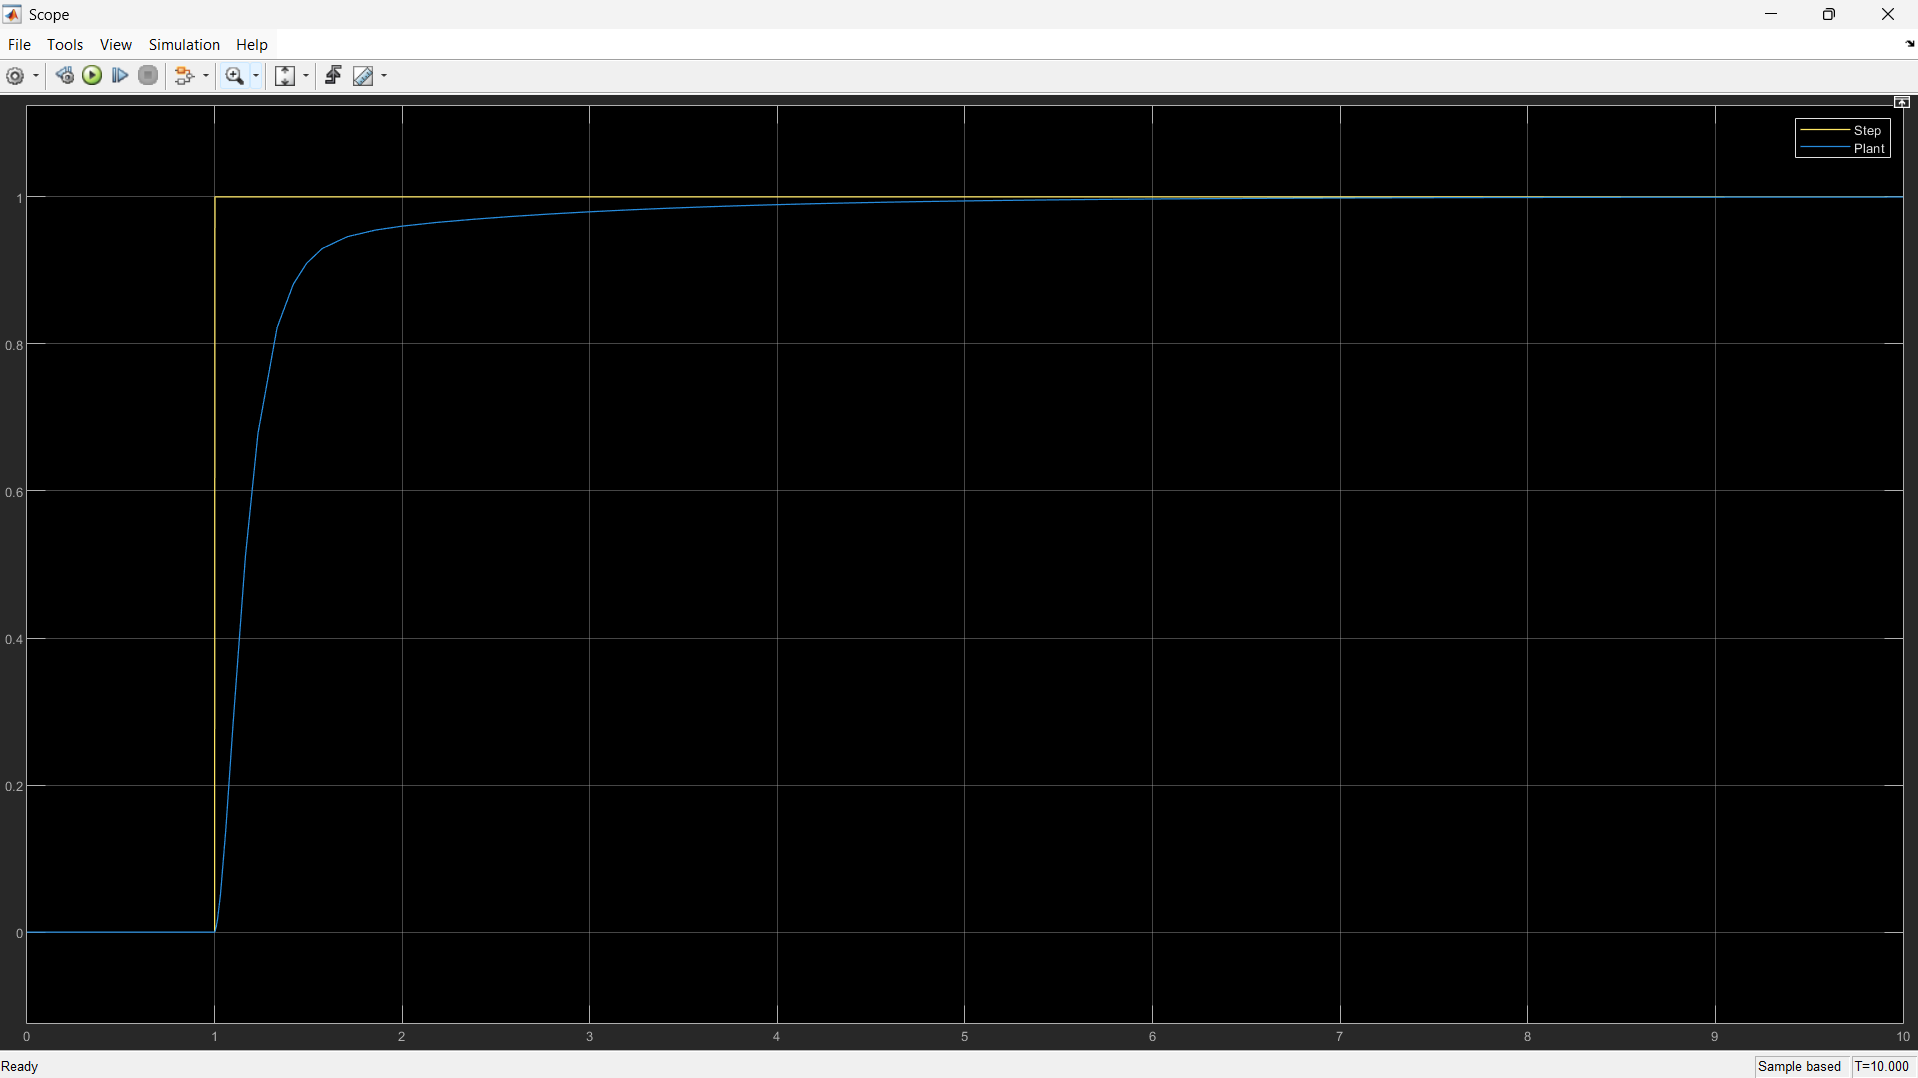 Scope
File Tools View Simulation Help
Step
Plant
1
0.8
0.6
0.4
0.2
0
0 1 2 3 4 5 6 7 8 9 10
Ready
Sample based T=10.000